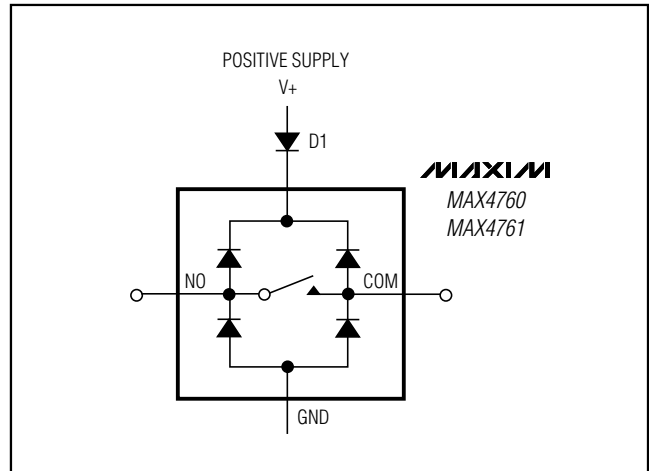 POSITIVE SUPPLY
V+
D1
MAXIM
MAX4760
MAX4761
NO
COM
GND